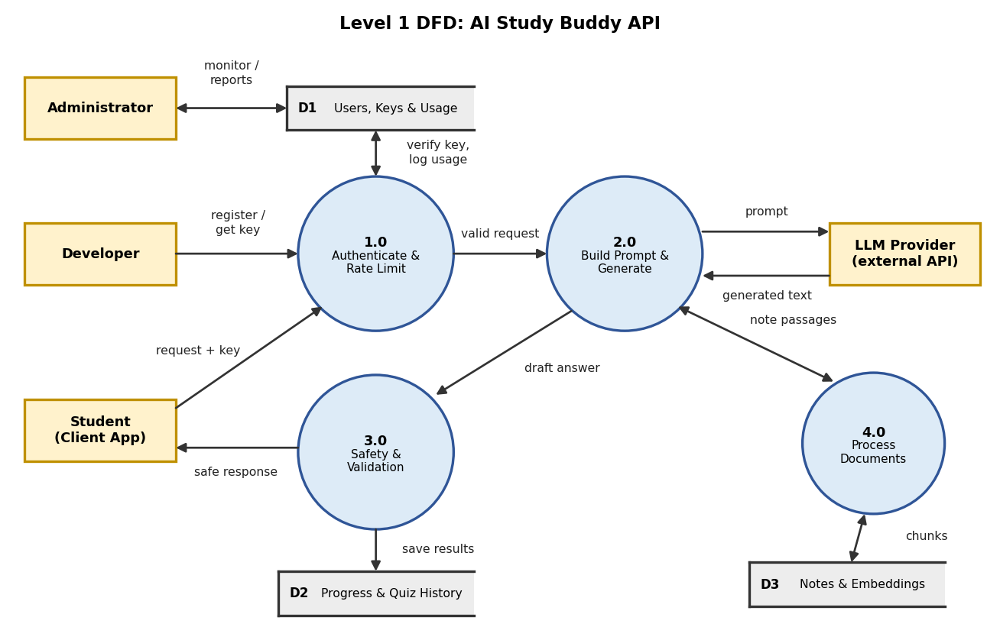 Level 1 DFD: AI Study Buddy API
monitor /
reports
Administrator
D1 Users, Keys & Usage
verify key,
log usage
register /
get key
Developer
1.0
Authenticate &
Rate Limit
valid request
2.0
Build Prompt &
Generate
prompt
LLM Provider
(external API)
generated text
note passages
request + key
draft answer
Student
(Client App)
3.0
Safety &
Validation
4.0
Process
Documents
safe response
save results
chunks
D2 Progress & Quiz History
D3 Notes & Embeddings